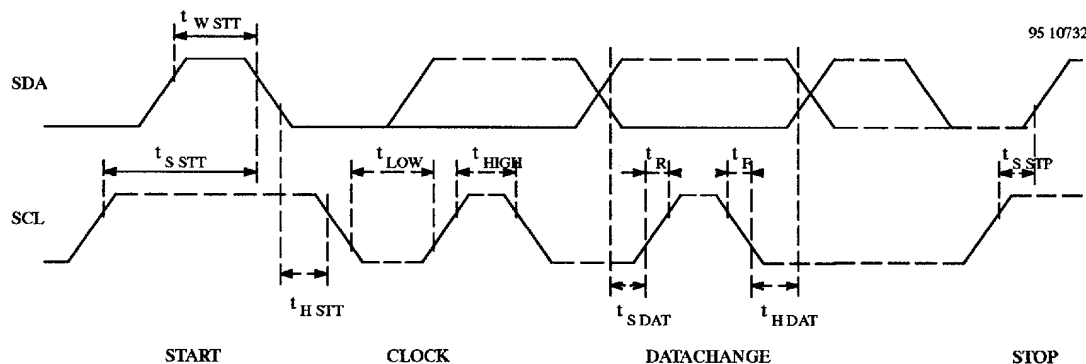 t W STT
95 10732
SDA
t S STT
t LOW
t HIGH
t R
t F
t S STP
SCL
t H STT
t S DAT
t H DAT
START
CLOCK
DATACHANGE
STOP